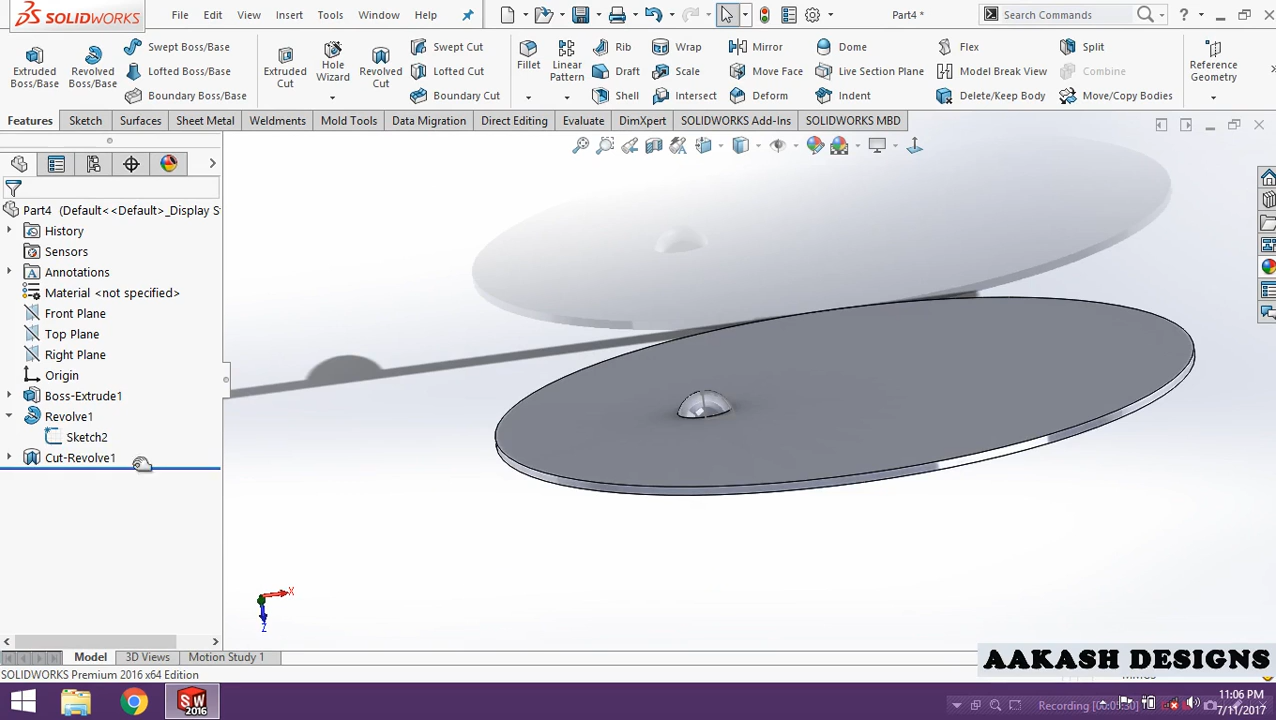 SOLIDWORKS
File Edit View Insert Tools Window Help
Part4 *
Search Commands
Extruded Boss/Base
Revolved Boss/Base
Swept Boss/Base
Lofted Boss/Base
Boundary Boss/Base
Extruded Cut
Hole Wizard
Revolved Cut
Swept Cut
Lofted Cut
Boundary Cut
Fillet
Linear Pattern
Rib
Draft
Shell
Wrap
Scale
Intersect
Mirror
Move Face
Deform
Dome
Live Section Plane
Indent
Flex
Model Break View
Delete/Keep Body
Split
Combine
Move/Copy Bodies
Reference Geometry
Features Sketch Surfaces Sheet Metal Weldments Mold Tools Data Migration Direct Editing Evaluate DimXpert SOLIDWORKS Add-Ins SOLIDWORKS MBD
Part4 (Default<<Default>_Display S
History
Sensors
Annotations
Material <not specified>
Front Plane
Top Plane
Right Plane
Origin
Boss-Extrude1
Revolve1
Sketch2
Cut-Revolve1
X
Z
Model 3D Views Motion Study 1
AAKASH DESIGNS
SOLIDWORKS Premium 2016 x64 Edition
SW
2016
11:06 PM
7/11/2017